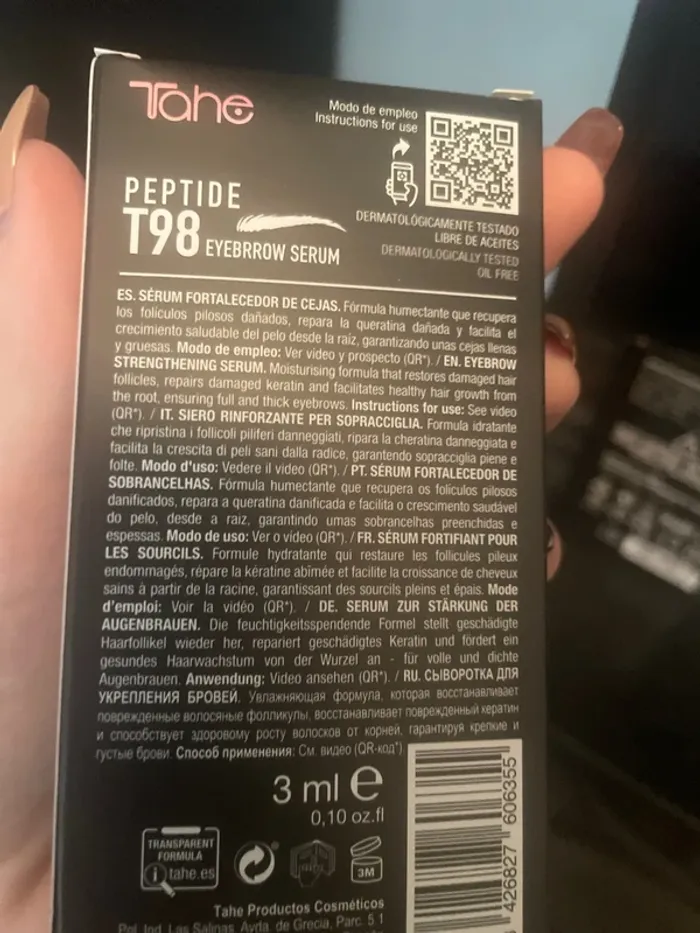 Tahe
Modo de empleo
Instructions for use
PEPTIDE
T98 EYEBRROW SERUM
DERMATOLÓGICAMENTE TESTADO
LIBRE DE ACEITES
DERMATOLOGICALLY TESTED
OIL FREE
ES. SÉRUM FORTALECEDOR DE CEJAS. Fórmula humectante que recupera
los folículos pilosos dañados, repara la queratina dañada y facilita el
crecimiento saludable del pelo desde la raíz, garantizando unas cejas llenas
y gruesas. Modo de empleo: Ver video y prospecto (QR*). / EN. EYEBROW
STRENGTHENING SERUM. Moisturising formula that restores damaged hair
follicles, repairs damaged keratin and facilitates healthy hair growth from
the root, ensuring full and thick eyebrows. Instructions for use: See video
(QR*). / IT. SIERO RINFORZANTE PER SOPRACCIGLIA. Formula idratante
che ripristina i follicoli piliferi danneggiati, ripara la cheratina danneggiata e
facilita la crescita di peli sani dalla radice, garantendo sopracciglia piene e
folte. Modo d'uso: Vedere il video (QR*). / PT. SÉRUM FORTALECEDOR DE
SOBRANCELHAS. Fórmula humectante que recupera os folículos pilosos
danificados, repara a queratina danificada e facilita o crescimento saudável
do pelo, desde a raiz, garantindo umas sobrancelhas preenchidas e
espessas. Modo de uso: Ver o vídeo (QR*). / FR. SÉRUM FORTIFIANT POUR
LES SOURCILS. Formule hydratante qui restaure les follicules pileux
endommagés, répare la kératine abîmée et facilite la croissance de cheveux
sains à partir de la racine, garantissant des sourcils pleins et épais. Mode
d'emploi: Voir la vidéo (QR*). / DE. SERUM ZUR STÄRKUNG DER
AUGENBRAUEN. Die feuchtigkeitsspendende Formel stellt geschädigte
Haarfollikel wieder her, repariert geschädigtes Keratin und fördert ein
gesundes Haarwachstum von der Wurzel an - für volle und dichte
Augenbrauen. Anwendung: Video ansehen (QR*). / RU. СЫВОРОТКА ДЛЯ
УКРЕПЛЕНИЯ БРОВЕЙ. Увлажняющая формула, которая восстанавливает
поврежденные волосяные фолликулы, восстанавливает поврежденный кератин
и способствует здоровому росту волосков от корней, гарантируя крепкие и
густые брови. Способ применения: См. видео (QR-код*).
3 ml e
0,10 oz.fl
TRANSPARENT
FORMULA
i tahe.es
3M
426827 606355
Tahe Productos Cosméticos
Pol. Ind. Las Salinas, Avda. de Grecia, Parc. 5.1